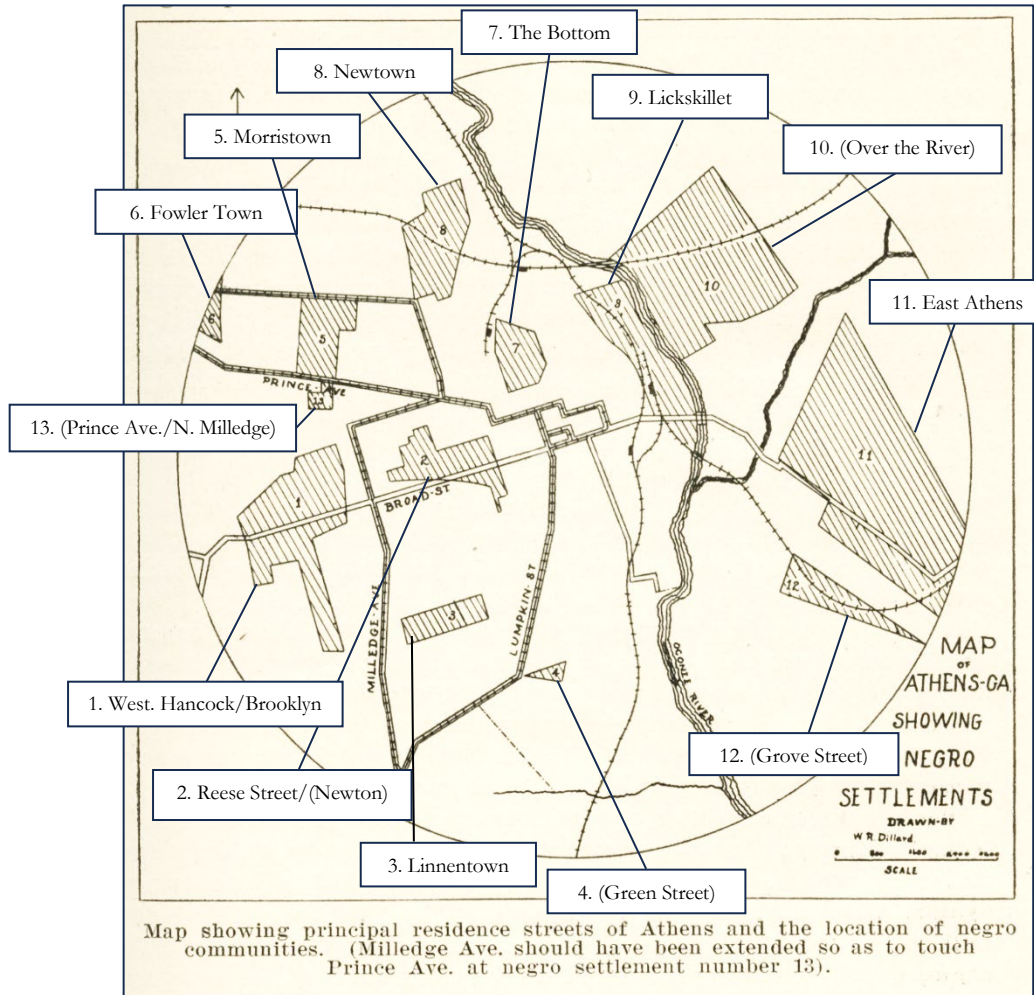 7. The Bottom
8. Newtown
9. Lickskillet
5. Morristown
10. (Over the River)
6. Fowler Town
8
10
9
11. East Athens
6
5
7
PRINCE-AVE
13
13. (Prince Ave./N. Milledge)
2
11
1
BROAD-ST
12
MILLEDGE-AVE
3
LUMPKIN-ST
4
OCONEE RIVER
1. West. Hancock/Brooklyn
12. (Grove Street)
2. Reese Street/(Newton)
3. Linnentown
4. (Green Street)
MAP
OF
ATHENS-GA
SHOWING
NEGRO
SETTLEMENTS
DRAWN-BY
W.R. Dillard
SCALE
Map showing principal residence streets of Athens and the location of negro
communities. (Milledge Ave. should have been extended so as to touch
Prince Ave. at negro settlement number 13).